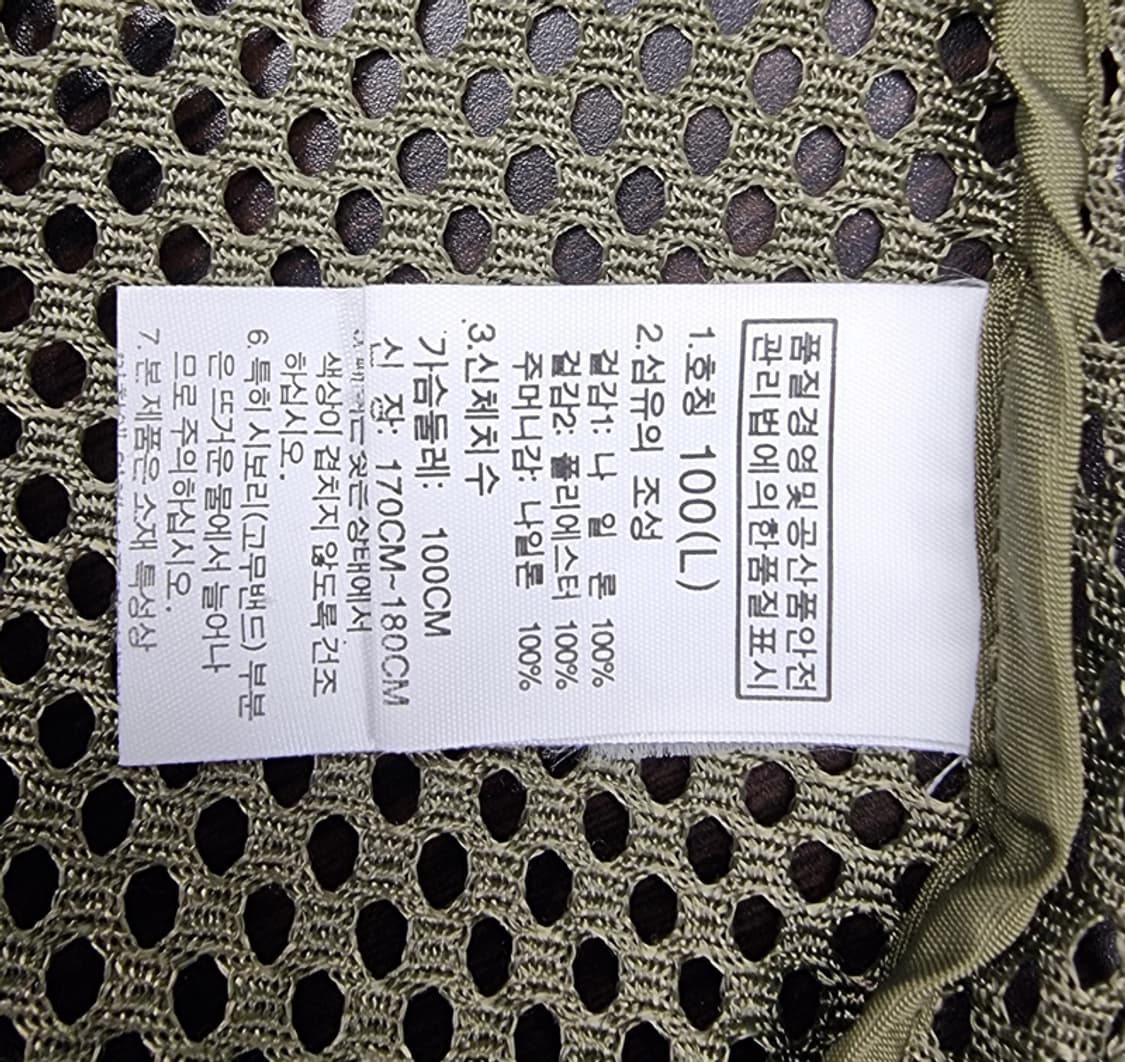 품질경영및공산품안전
관리법에의한품질표시
1.호칭 100(L)
2.섬유의 조성
겉감1: 나 일 론 100%
겉감2: 폴리에스터 100%
주머니감: 나일론 100%
3.신체치수
가슴둘레: 100CM
신 장: 170CM~180CM
젖은상태에서
색상이 겹치지 않도록 건조
하십시오.
6.특히 시보리(고무밴드) 부분
은 뜨거운 물에서 늘어나
므로 주의하십시오.
7.본 제품은 소재 특성상